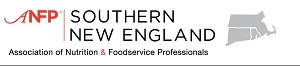 ANFP® SOUTHERN
NEW ENGLAND
Association of Nutrition & Foodservice Professionals